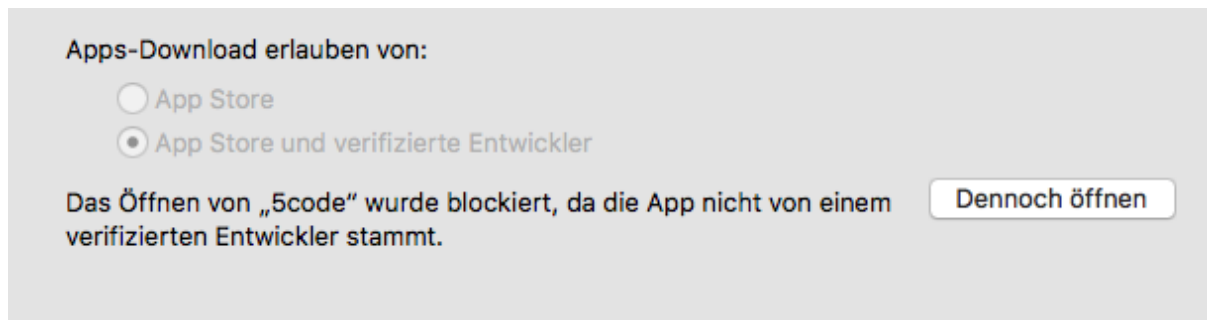 Apps-Download erlauben von:
App Store
App Store und verifizierte Entwickler
Das Öffnen von „5code“ wurde blockiert, da die App nicht von einem
verifizierten Entwickler stammt.
Dennoch öffnen